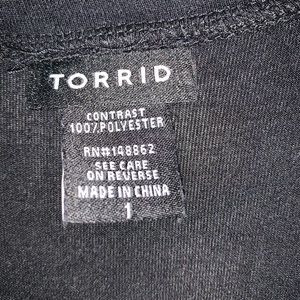 TORRID
CONTRAST
100% POLYESTER
RN#148862
SEE CARE
ON REVERSE
MADE IN CHINA
1